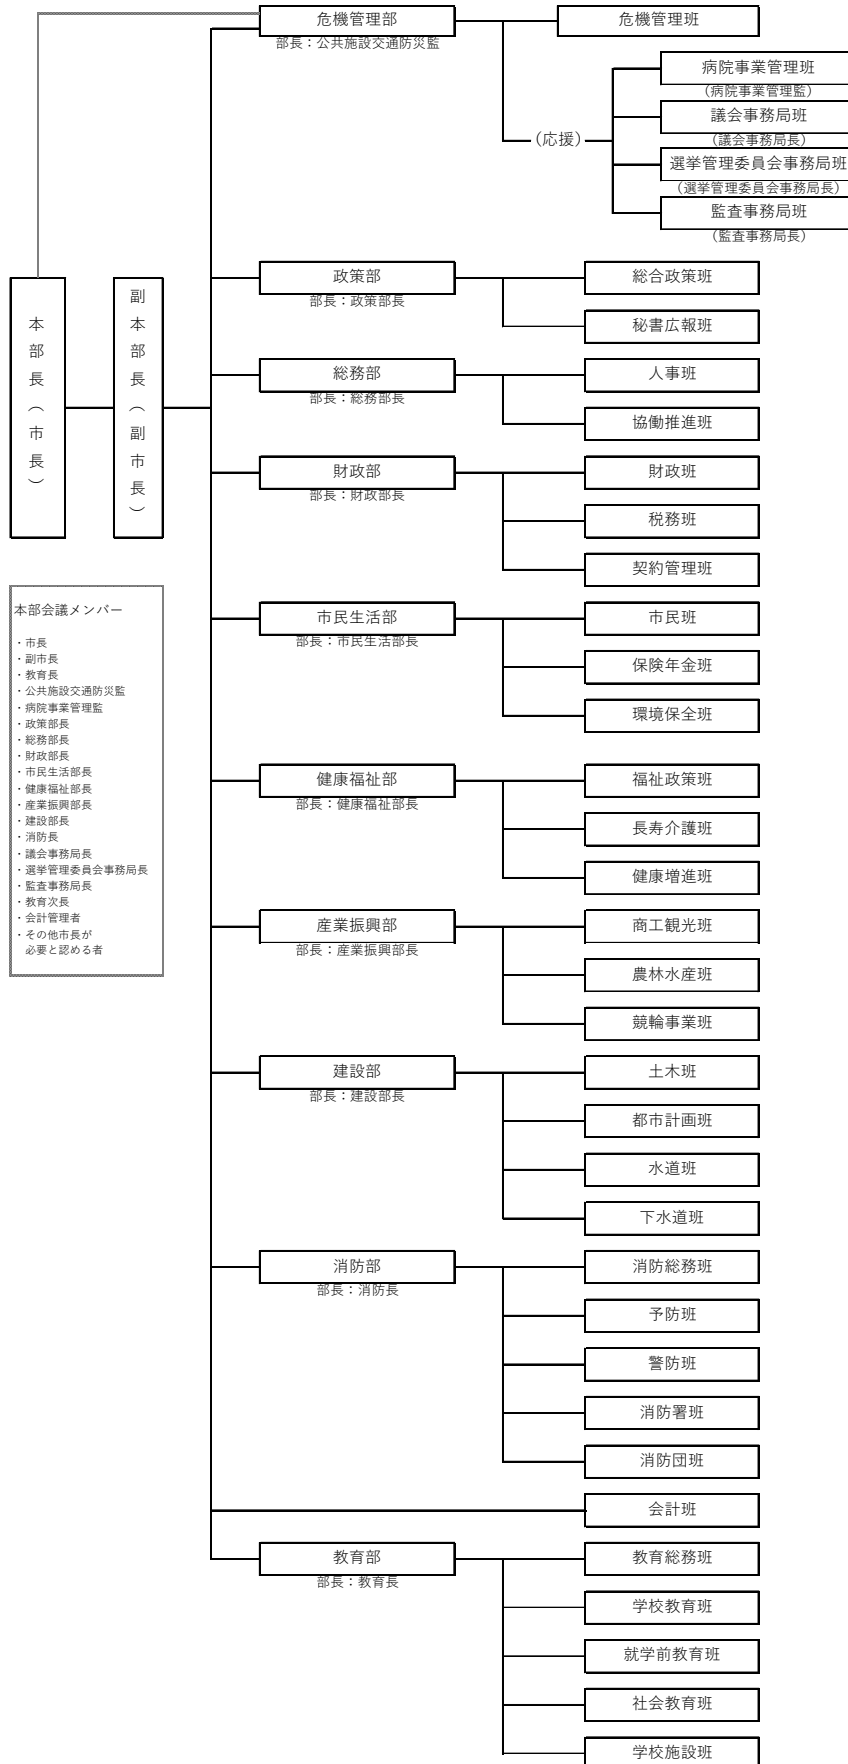 危機管理部
部長：公共施設交通防災監
危機管理班
（応援）
病院事業管理班
（病院事業管理監）
議会事務局班
（議会事務局長）
選挙管理委員会事務局班
（選挙管理委員会事務局長）
監査事務局班
（監査事務局長）
本部長（市長）
副本部長（副市長）
政策部
部長：政策部長
総合政策班
秘書広報班
総務部
部長：総務部長
人事班
協働推進班
財政部
部長：財政部長
財政班
税務班
契約管理班
市民生活部
部長：市民生活部長
市民班
保険年金班
環境保全班
健康福祉部
部長：健康福祉部長
福祉政策班
長寿介護班
健康増進班
産業振興部
部長：産業振興部長
商工観光班
農林水産班
競輪事業班
建設部
部長：建設部長
土木班
都市計画班
水道班
下水道班
消防部
部長：消防長
消防総務班
予防班
警防班
消防署班
消防団班
会計班
教育部
部長：教育長
教育総務班
学校教育班
就学前教育班
社会教育班
学校施設班
本部会議メンバー
・市長
・副市長
・教育長
・公共施設交通防災監
・病院事業管理監
・政策部長
・総務部長
・財政部長
・市民生活部長
・健康福祉部長
・産業振興部長
・建設部長
・消防長
・議会事務局長
・選挙管理委員会事務局長
・監査事務局長
・教育次長
・会計管理者
・その他市長が
必要と認める者